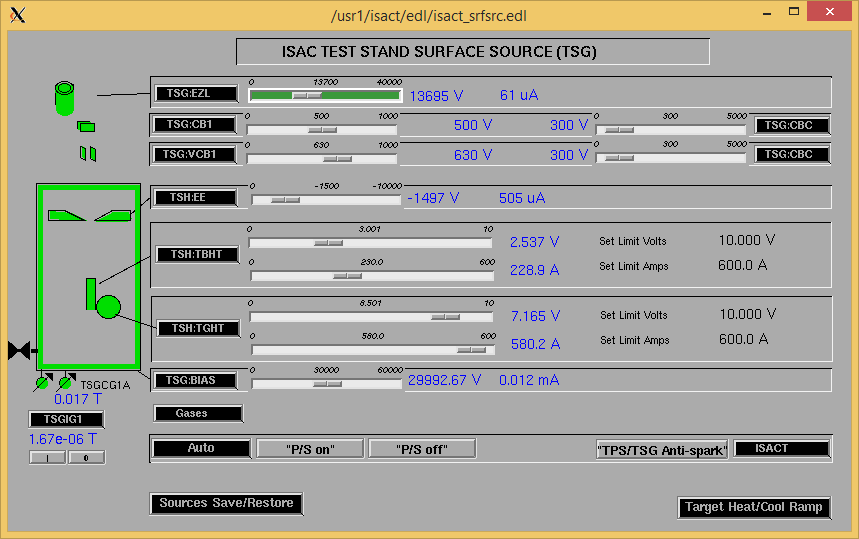 /usr1/isact/edl/isact_srfsrc.edl
ISAC TEST STAND SURFACE SOURCE (TSG)
0 13700 40000
TSG:EZL 13695 V 61 uA
0 500 1000 0 300 5000
TSG:CB1 500 V 300 V TSG:CBC
0 630 1000 0 300 5000
TSG:VCB1 630 V 300 V TSG:CBC
0 -1500 -10000
TSH:EE -1497 V 505 uA
0 3.001 10
2.537 V Set Limit Volts 10.000 V
TSH:TBHT
0 230.0 600
228.9 A Set Limit Amps 600.0 A
0 8.501 10
7.165 V Set Limit Volts 10.000 V
TSH:TGHT
0 580.0 600
580.2 A Set Limit Amps 600.0 A
0 30000 60000
TSG:BIAS 29992.67 V 0.012 mA
TSGCG1A
0.017 T
TSGIG1
1.67e-06 T
I 0
Gases
Auto "P/S on" "P/S off" "TPS/TSG Anti-spark" ISACT
Sources Save/Restore Target Heat/Cool Ramp